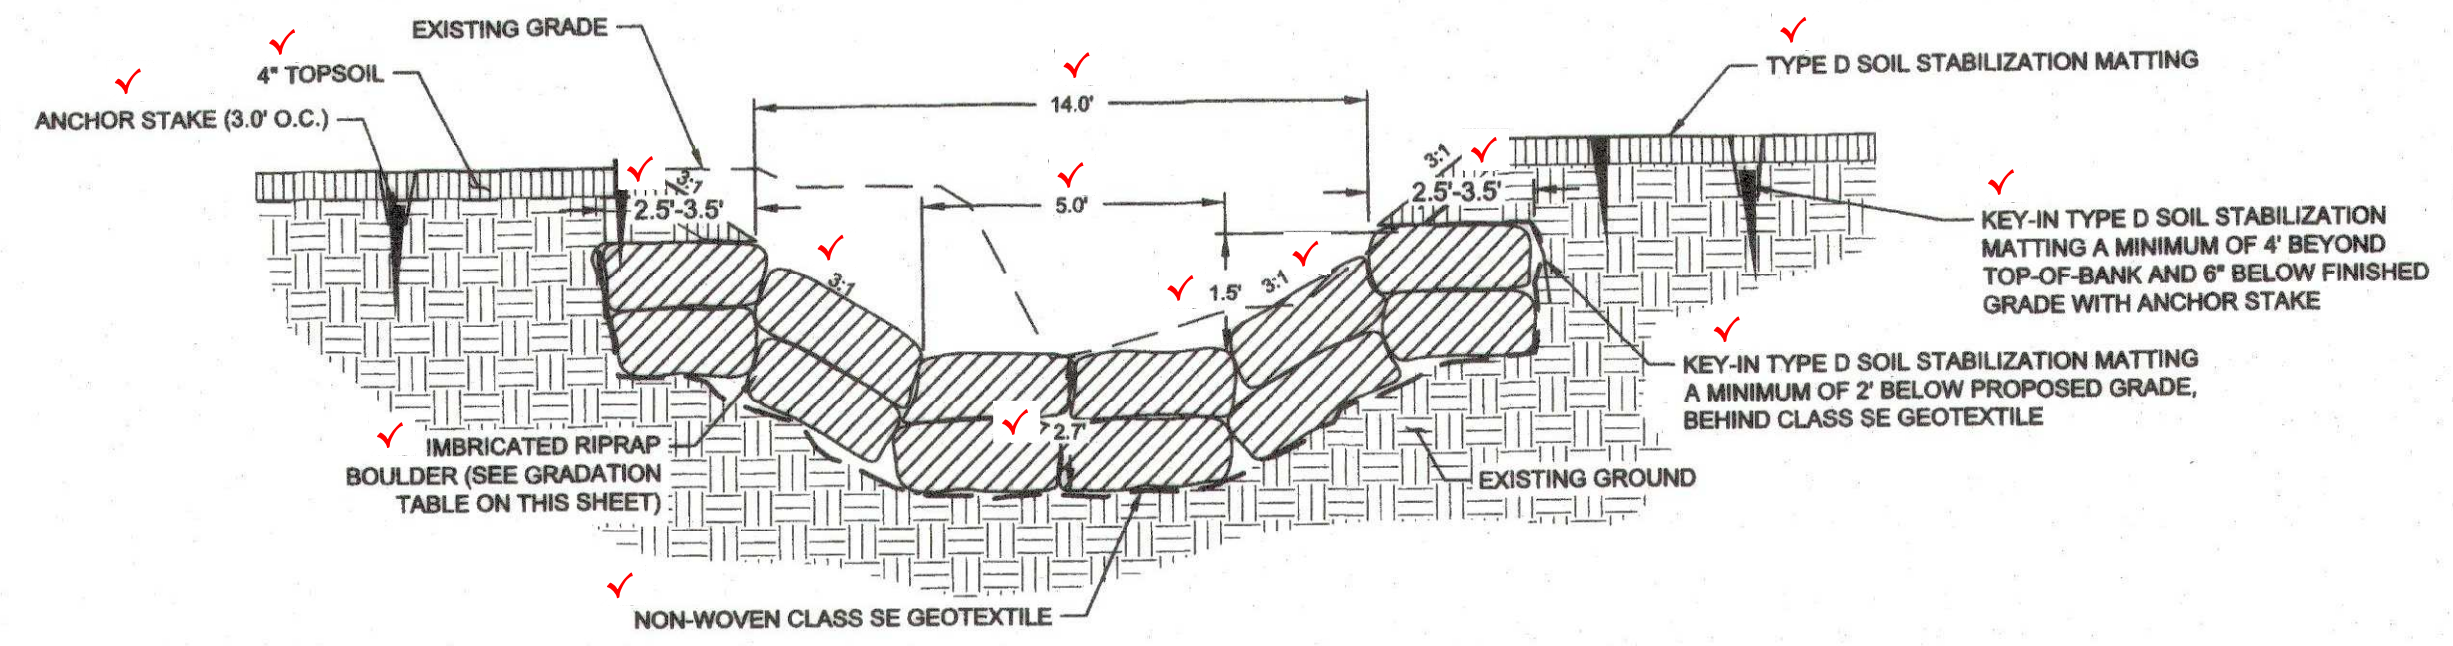 EXISTING GRADE
4" TOPSOIL
ANCHOR STAKE (3.0' O.C.)
14.0'
TYPE D SOIL STABILIZATION MATTING
3:1
2.5'-3.5'
5.0'
3:1
2.5'-3.5'
KEY-IN TYPE D SOIL STABILIZATION
MATTING A MINIMUM OF 4' BEYOND
TOP-OF-BANK AND 6" BELOW FINISHED
GRADE WITH ANCHOR STAKE
3:1
1.5'
3:1
KEY-IN TYPE D SOIL STABILIZATION MATTING
A MINIMUM OF 2' BELOW PROPOSED GRADE,
BEHIND CLASS SE GEOTEXTILE
2.7'
IMBRICATED RIPRAP
BOULDER (SEE GRADATION
TABLE ON THIS SHEET)
EXISTING GROUND
NON-WOVEN CLASS SE GEOTEXTILE